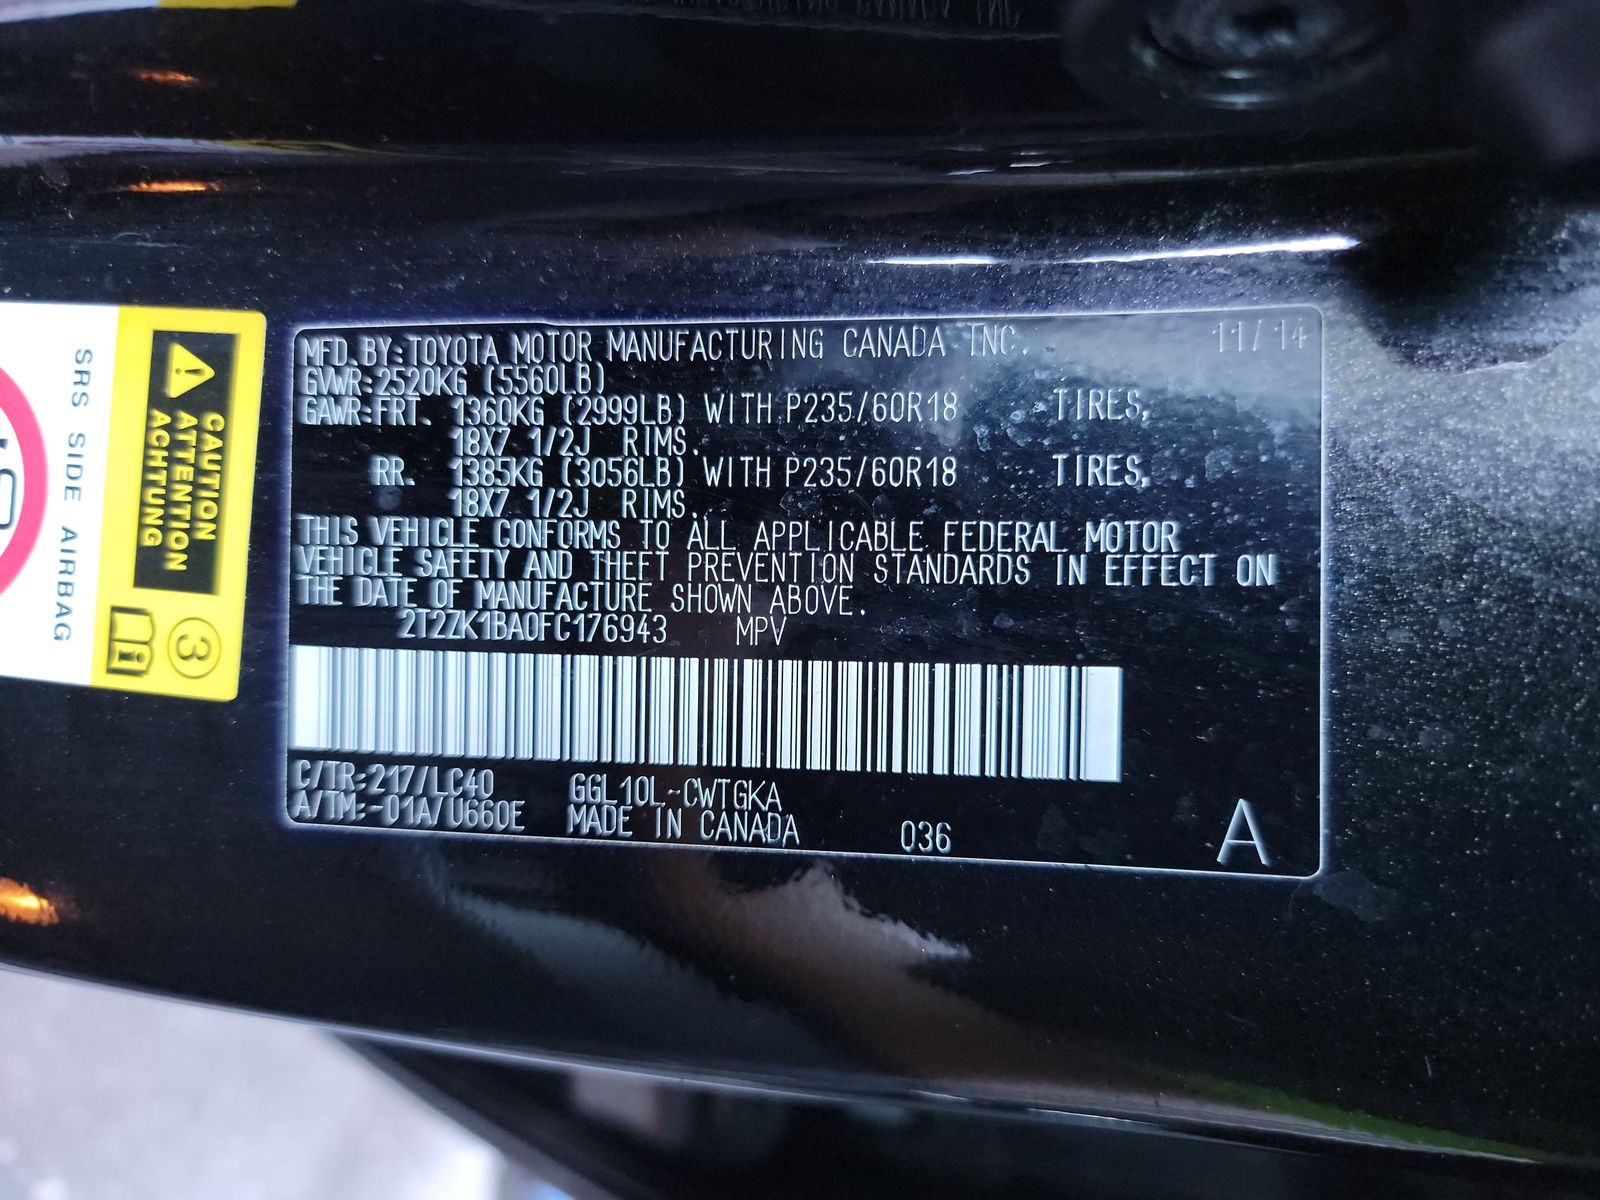 MFD.BY:TOYOTA MOTOR MANUFACTURING CANADA INC. 11/14
GVWR:2520KG (5560LB)
GAWR:FRT. 1360KG (2999LB) WITH P235/60R18 TIRES,
18X7 1/2J RIMS.
RR. 1385KG (3056LB) WITH P235/60R18 TIRES,
18X7 1/2J RIMS.
THIS VEHICLE CONFORMS TO ALL APPLICABLE FEDERAL MOTOR
VEHICLE SAFETY AND THEFT PREVENTION STANDARDS IN EFFECT ON
THE DATE OF MANUFACTURE SHOWN ABOVE.
2T2ZK1BA0FC176943 MPV
C/TR:217/LC40 GGL10L-CWTGKA
A/TM:-01A/U660E MADE IN CANADA 036 A
CAUTION
ATTENTION
ACHTUNG
3
SRS SIDE AIRBAG